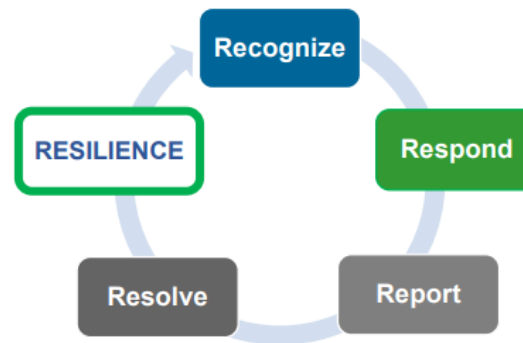 Recognize
Respond
Report
Resolve
RESILIENCE